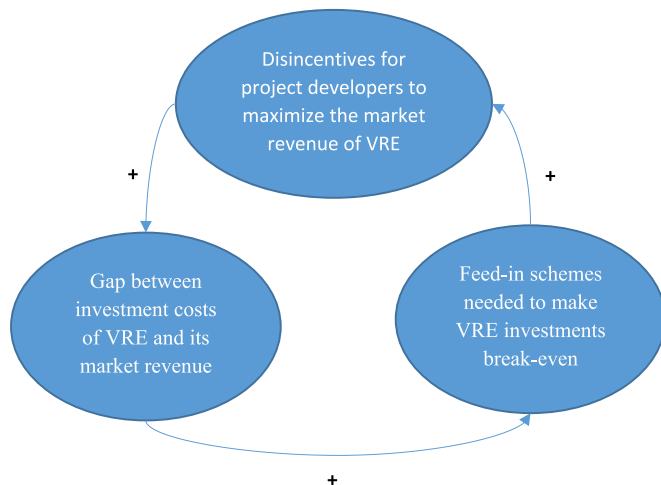 Disincentives for
project developers to
maximize the market
revenue of VRE
+
+
Gap between
investment costs
of VRE and its
market revenue
Feed-in schemes
needed to make
VRE investments
break-even
+